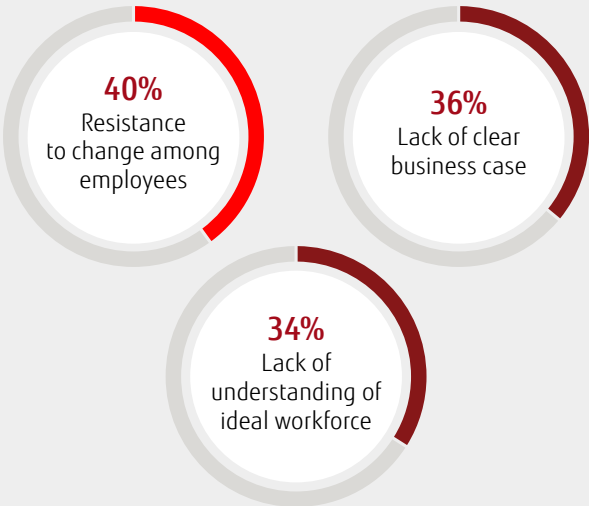 40%
Resistance
to change among
employees
36%
Lack of clear
business case
34%
Lack of
understanding of
ideal workforce